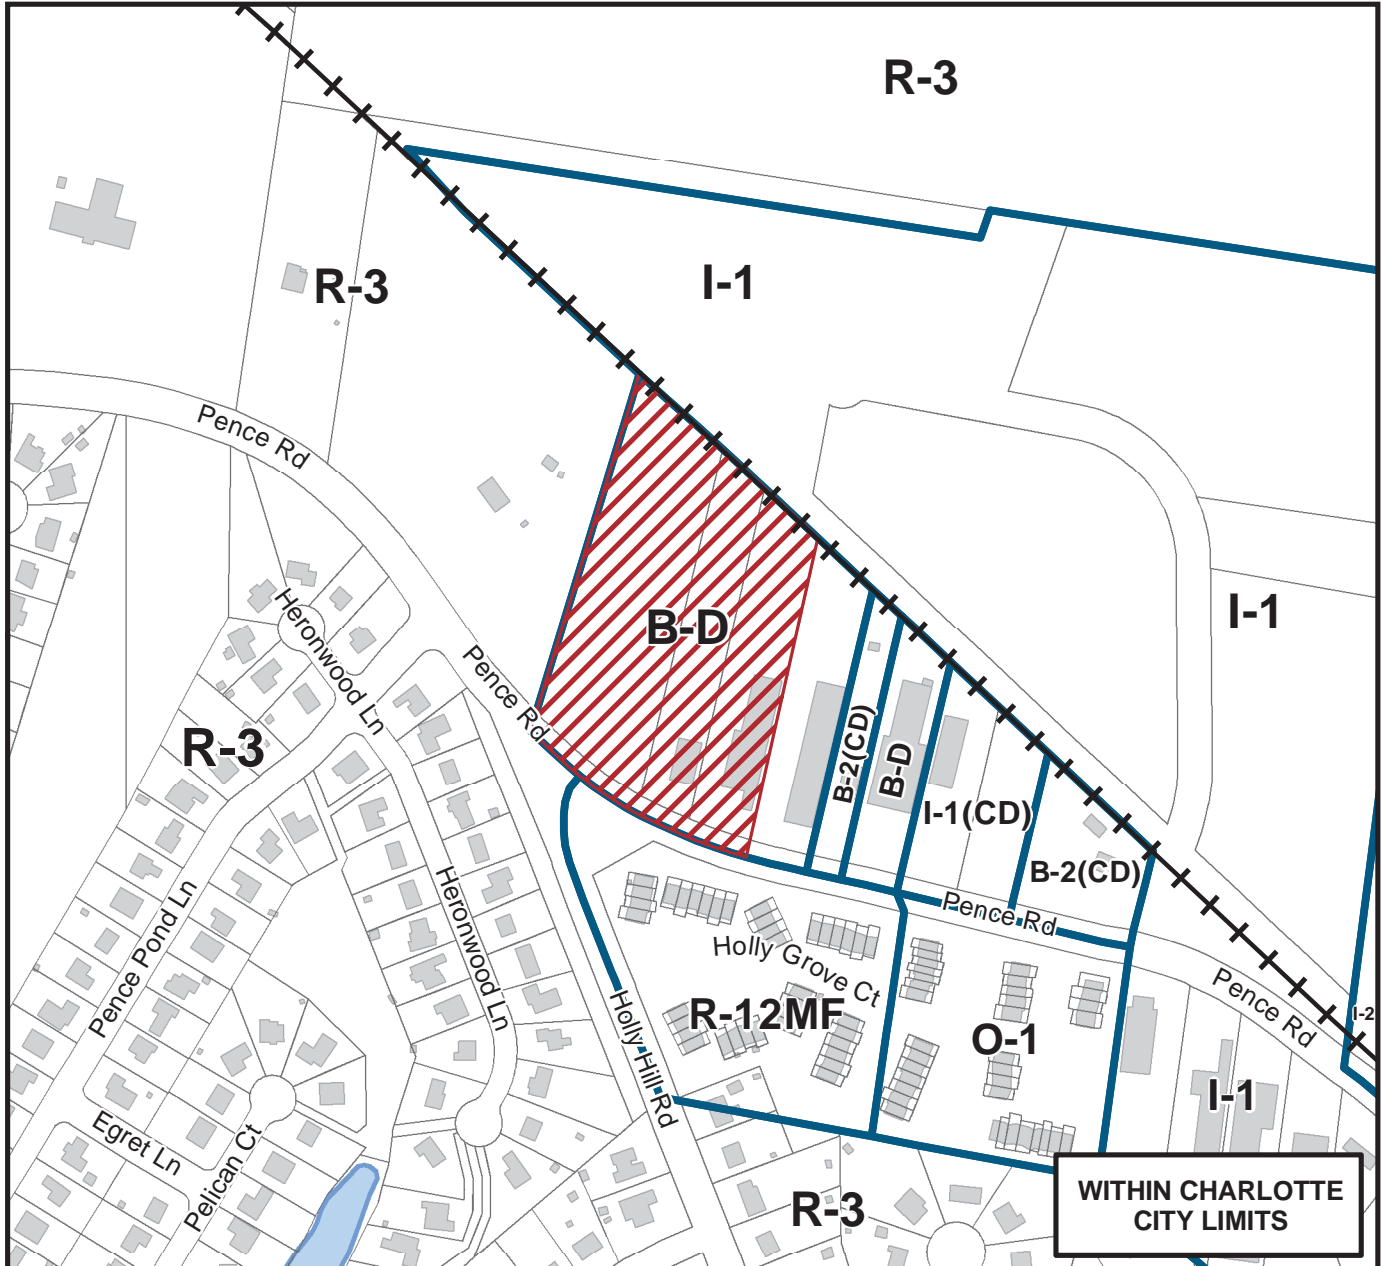 R-3
R-3
I-1
Pence Rd
I-1
B-D
Heronwood Ln
Pence Rd
R-3
B-2(CD)
B-D
I-1(CD)
B-2(CD)
Pence Rd
Pence Pond Ln
Heronwood Ln
Holly Grove Ct
R-12MF
O-1
Pence Rd
I-2
Holly Hill Rd
I-1
Egret Ln
Pelican Ct
R-3
WITHIN CHARLOTTE
CITY LIMITS